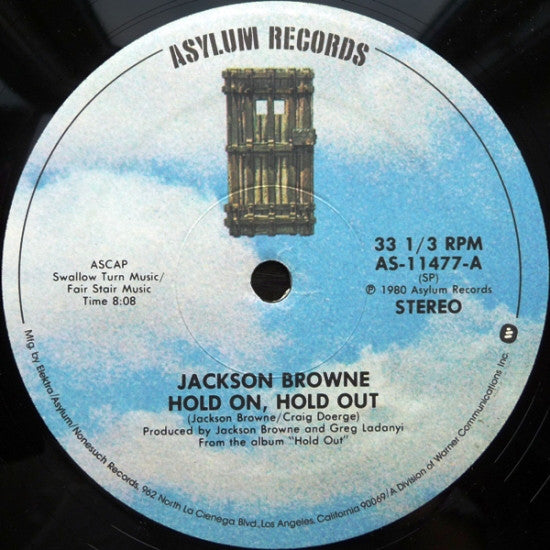 ASYLUM RECORDS
ASCAP
Swallow Turn Music/
Fair Stair Music
Time 8:08
33 1/3 RPM
AS-11477-A
(SP)
℗ 1980 Asylum Records
STEREO
JACKSON BROWNE
HOLD ON, HOLD OUT
(Jackson Browne/Craig Doerge)
Produced by Jackson Browne and Greg Ladanyi
From the album "Hold Out"
Mfg. by Elektra/Asylum/Nonesuch Records, 962 North La Cienega Blvd., Los Angeles, California 90069/A Division of Warner Communications Inc.